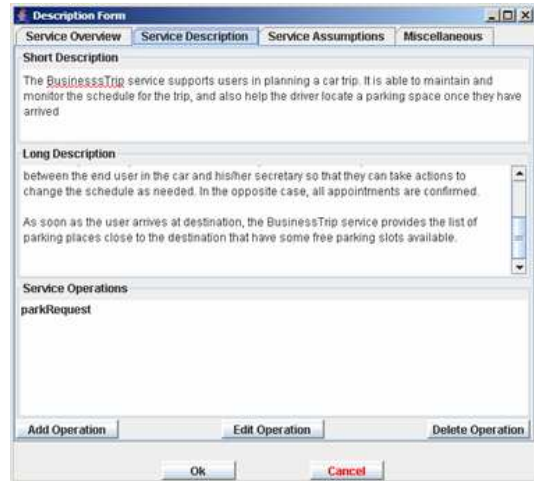 Description Form
Service Overview Service Description Service Assumptions Miscellaneous
Short Description
The BusinesssTrip service supports users in planning a car trip. It is able to maintain and
monitor the schedule for the trip, and also help the driver locate a parking space once they have
arrived
Long Description
between the end user in the car and his/her secretary so that they can take actions to
change the schedule as needed. In the opposite case, all appointments are confirmed.
As soon as the user arrives at destination, the BusinessTrip service provides the list of
parking places close to the destination that have some free parking slots available.
Service Operations
parkRequest
Add Operation Edit Operation Delete Operation
Ok Cancel